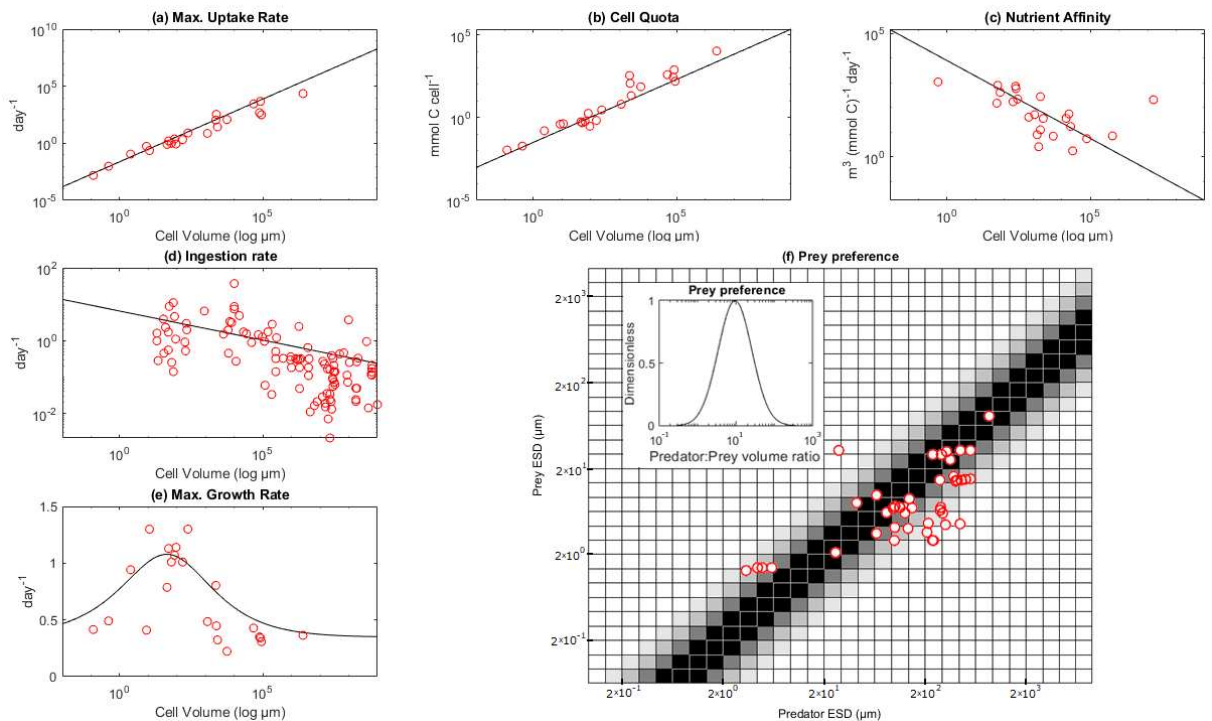 (a) Max. Uptake Rate
10^10
10^5
10^0
10^-5
day^-1
10^0
10^5
Cell Volume (log µm)
(b) Cell Quota
10^5
10^0
10^-5
mmol C cell^-1
10^0
10^5
Cell Volume (log µm)
(c) Nutrient Affinity
10^5
10^0
m^3 (mmol C)^-1 day^-1
10^0
10^5
Cell Volume (log µm)
(d) Ingestion rate
10^2
10^0
10^-2
day^-1
10^0
10^5
Cell Volume (log µm)
(e) Max. Growth Rate
1.5
1
0.5
0
day^-1
10^0
10^5
Cell Volume (log µm)
(f) Prey preference
2×10^3
2×10^2
2×10^1
2×10^0
2×10^-1
Prey ESD (µm)
Prey preference
1
0.5
0
Dimensionless
10^-1
10^1
10^3
Predator:Prey volume ratio
2×10^-1
2×10^0
2×10^1
2×10^2
2×10^3
Predator ESD (µm)